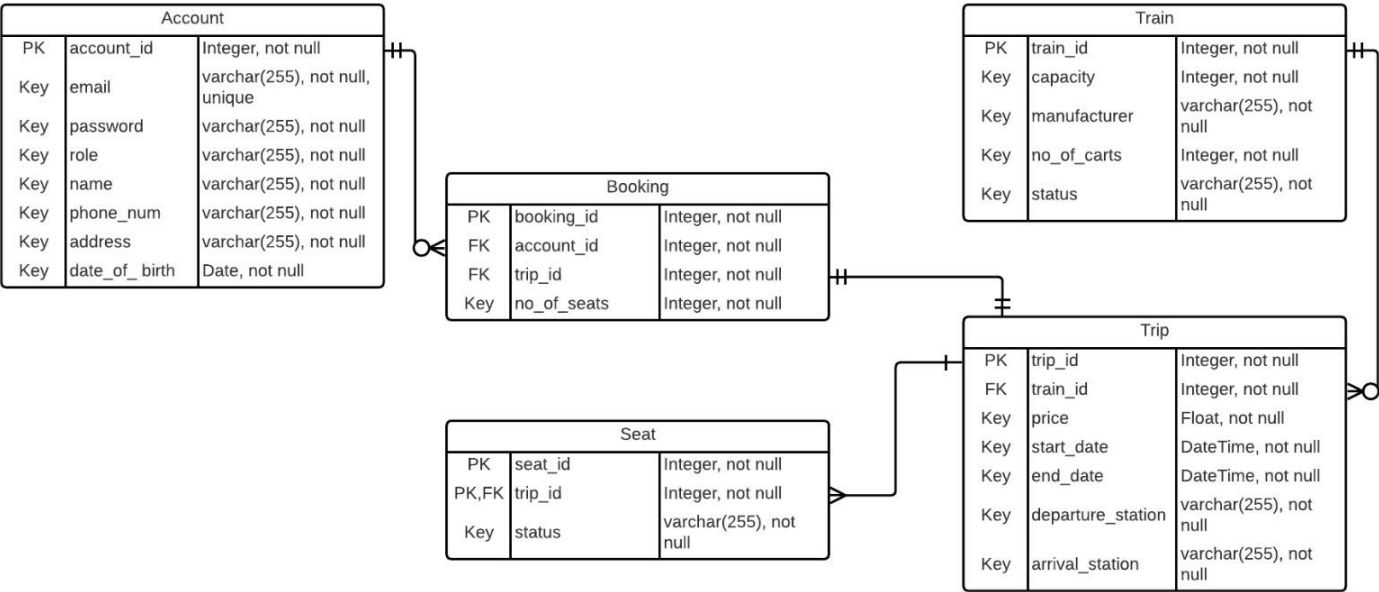 Account
PK account_id Integer, not null
Key email varchar(255), not null,
unique
Key password varchar(255), not null
Key role varchar(255), not null
Key name varchar(255), not null
Key phone_num varchar(255), not null
Key address varchar(255), not null
Key date_of_ birth Date, not null
Booking
PK booking_id Integer, not null
FK account_id Integer, not null
FK trip_id Integer, not null
Key no_of_seats Integer, not null
Seat
PK seat_id Integer, not null
PK,FK trip_id Integer, not null
Key status varchar(255), not
null
Train
PK train_id Integer, not null
Key capacity Integer, not null
Key manufacturer varchar(255), not
null
Key no_of_carts Integer, not null
Key status varchar(255), not
null
Trip
PK trip_id Integer, not null
FK train_id Integer, not null
Key price Float, not null
Key start_date DateTime, not null
Key end_date DateTime, not null
Key departure_station varchar(255), not
null
Key arrival_station varchar(255), not
null